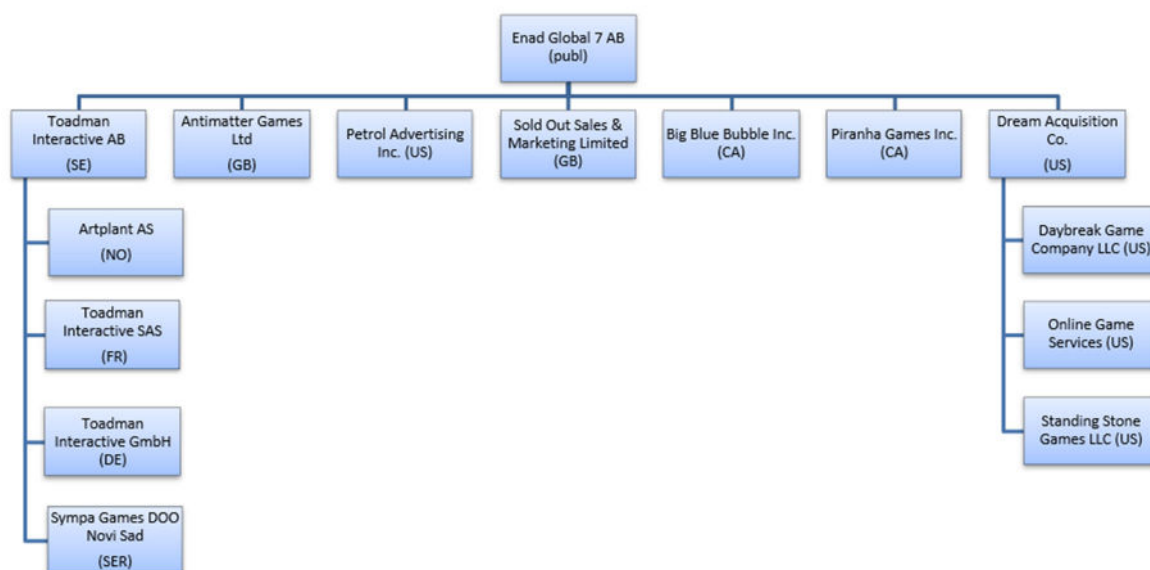 Enad Global 7 AB
(publ)
Toadman
Interactive AB
(SE)
Antimatter Games
Ltd
(GB)
Petrol Advertising
Inc. (US)
Sold Out Sales &
Marketing Limited
(GB)
Big Blue Bubble Inc.
(CA)
Piranha Games Inc.
(CA)
Dream Acquisition
Co.
(US)
Artplant AS
(NO)
Toadman
Interactive SAS
(FR)
Toadman
Interactive GmbH
(DE)
Sympa Games DOO
Novi Sad
(SER)
Daybreak Game
Company LLC (US)
Online Game
Services (US)
Standing Stone
Games LLC (US)